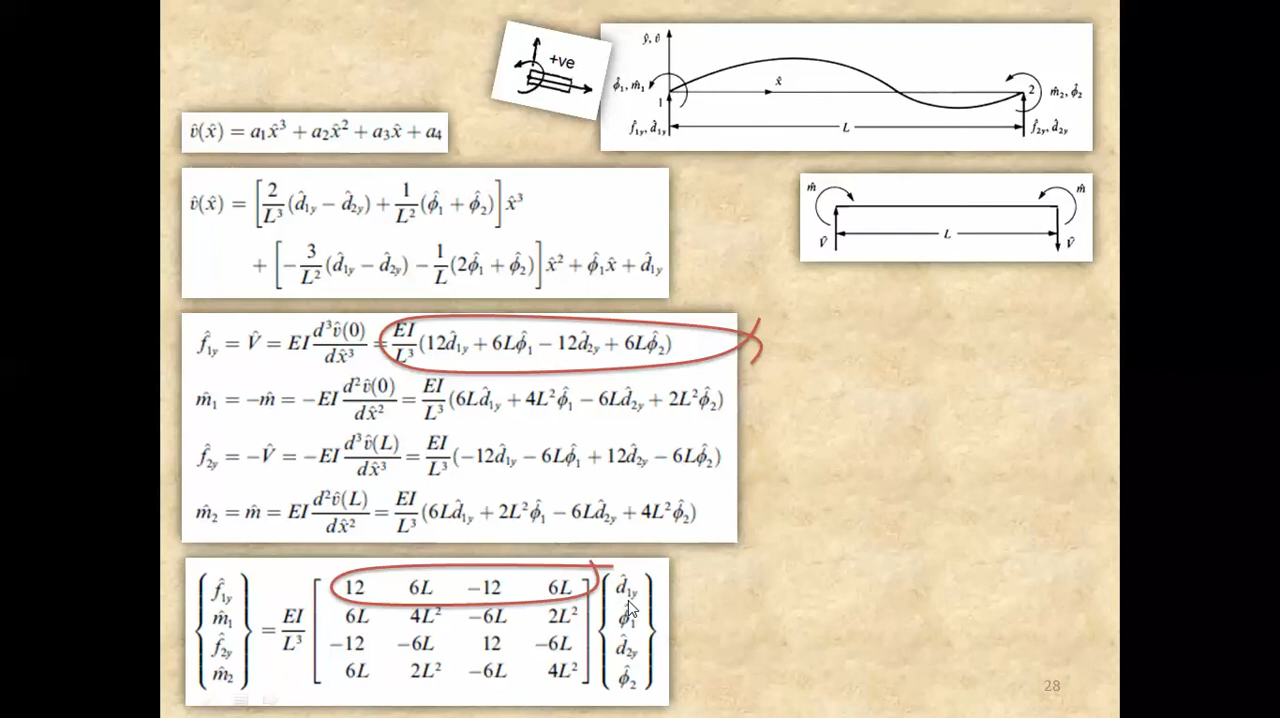 +ve
ŷ, v̂
ϕ̂₁, m̂₁
x̂
1
2
m̂₂, ϕ̂₂
f̂₁y, d̂₁y
L
f̂₂y, d̂₂y
v̂(x̂) = a₁x̂³ + a₂x̂² + a₃x̂ + a₄
m̂
m̂
V̂
L
V̂
v̂(x̂) = [2/L³ (d̂₁y − d̂₂y) + 1/L² (ϕ̂₁ + ϕ̂₂)] x̂³
+ [−3/L² (d̂₁y − d̂₂y) − 1/L (2ϕ̂₁ + ϕ̂₂)] x̂² + ϕ̂₁x̂ + d̂₁y
f̂₁y = V̂ = EI d³v̂(0)/dx̂³ = EI/L³ (12d̂₁y + 6Lϕ̂₁ − 12d̂₂y + 6Lϕ̂₂)
m̂₁ = −m̂ = −EI d²v̂(0)/dx̂² = EI/L³ (6Ld̂₁y + 4L²ϕ̂₁ − 6Ld̂₂y + 2L²ϕ̂₂)
f̂₂y = −V̂ = −EI d³v̂(L)/dx̂³ = EI/L³ (−12d̂₁y − 6Lϕ̂₁ + 12d̂₂y − 6Lϕ̂₂)
m̂₂ = m̂ = EI d²v̂(L)/dx̂² = EI/L³ (6Ld̂₁y + 2L²ϕ̂₁ − 6Ld̂₂y + 4L²ϕ̂₂)
f̂₁y 12 6L −12 6L d̂₁y
m̂₁ 6L 4L² −6L 2L² ϕ̂₁
= EI/L³
f̂₂y −12 −6L 12 −6L d̂₂y
m̂₂ 6L 2L² −6L 4L² ϕ̂₂
28